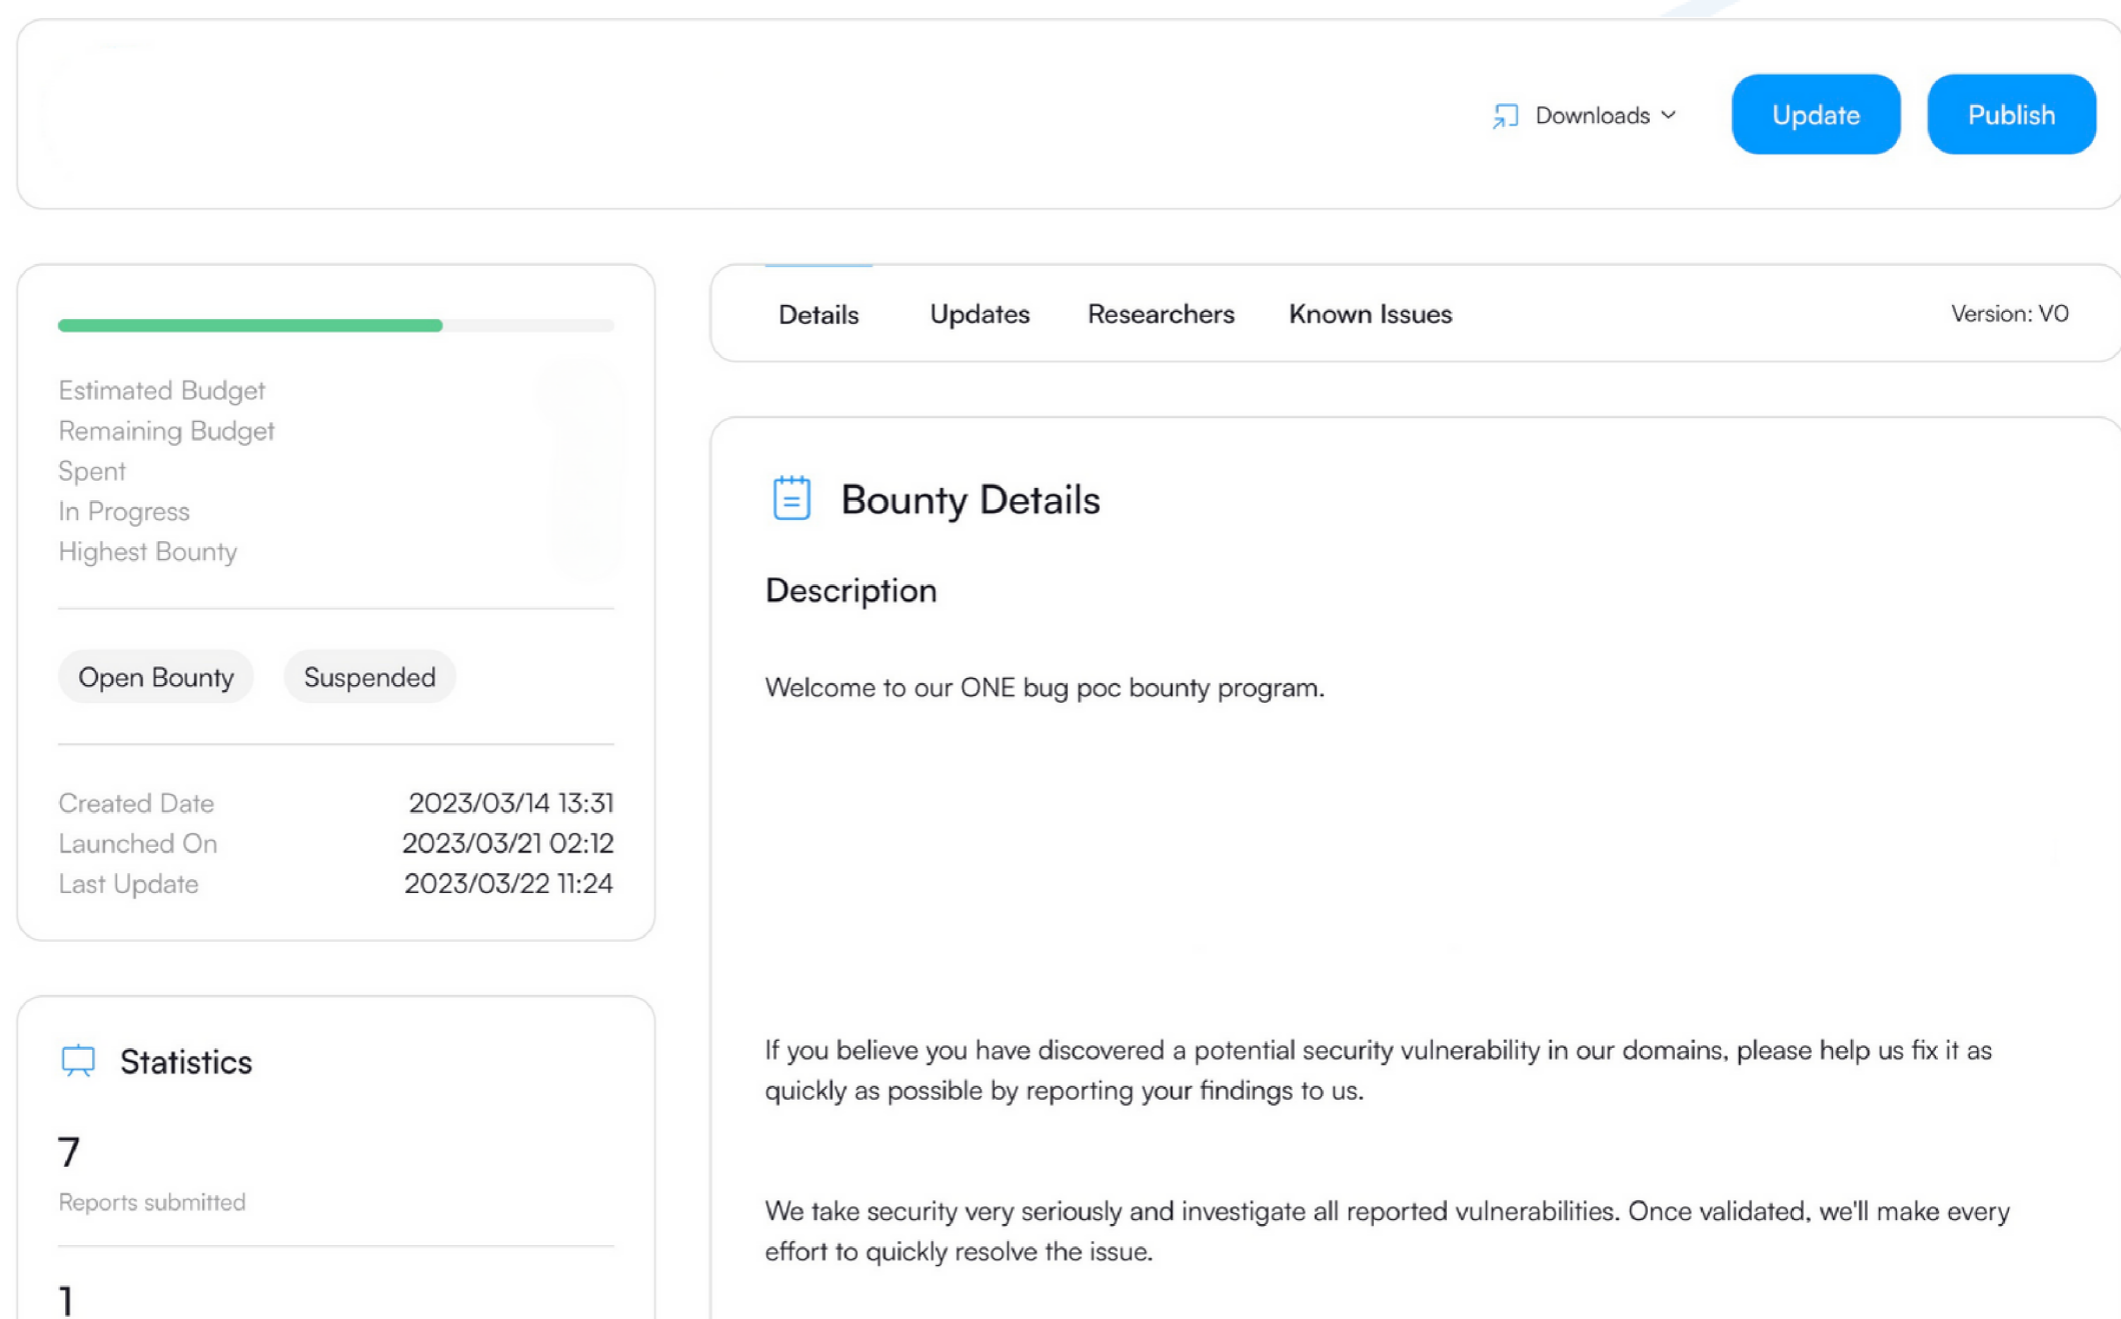 Downloads
Update
Publish
Estimated Budget
Remaining Budget
Spent
In Progress
Highest Bounty
Open Bounty
Suspended
Created Date 2023/03/14 13:31
Launched On 2023/03/21 02:12
Last Update 2023/03/22 11:24
Statistics
7
Reports submitted
1
Details
Updates
Researchers
Known Issues
Version: V0
Bounty Details
Description
Welcome to our ONE bug poc bounty program.
If you believe you have discovered a potential security vulnerability in our domains, please help us fix it as
quickly as possible by reporting your findings to us.
We take security very seriously and investigate all reported vulnerabilities. Once validated, we'll make every
effort to quickly resolve the issue.